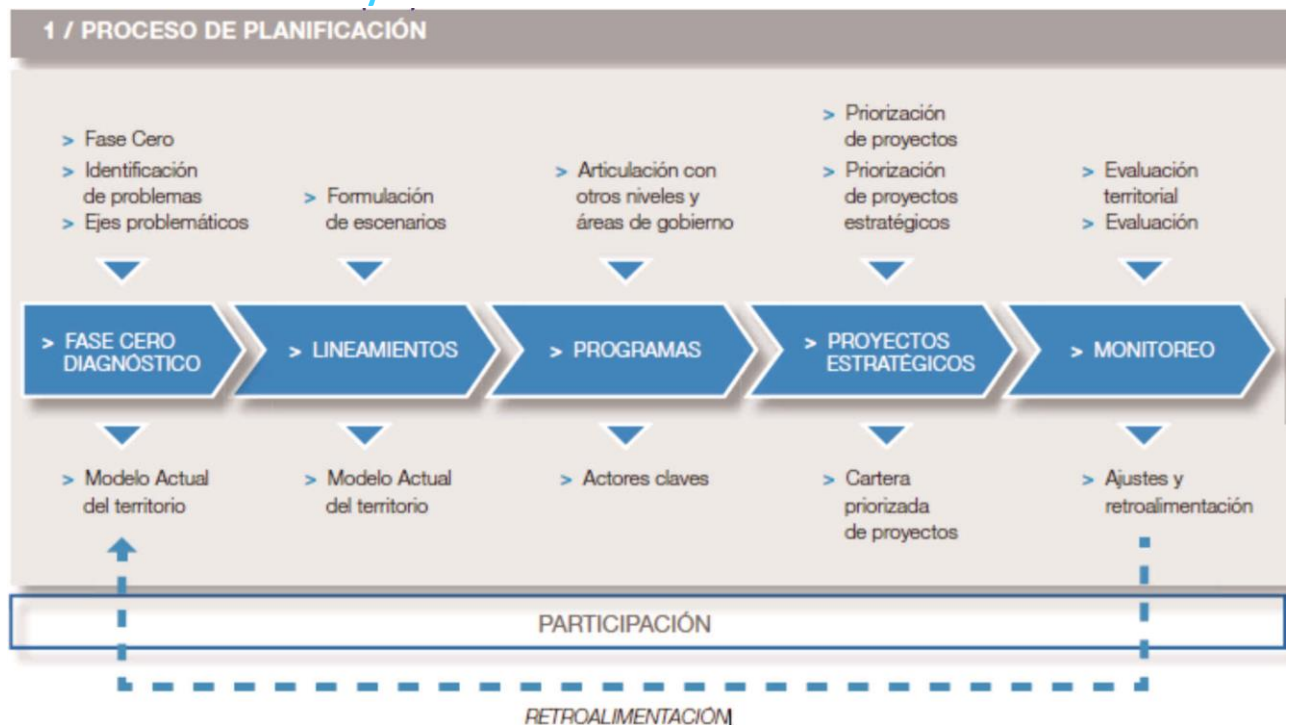 1 / PROCESO DE PLANIFICACIÓN
> Fase Cero
> Identificación
de problemas
> Ejes problemáticos
> Formulación
de escenarios
> Articulación con
otros niveles y
áreas de gobierno
> Priorización
de proyectos
> Priorización
de proyectos
estratégicos
> Evaluación
territorial
> Evaluación
> FASE CERO
DIAGNÓSTICO
> LINEAMIENTOS
> PROGRAMAS
> PROYECTOS
ESTRATÉGICOS
> MONITOREO
> Modelo Actual
del territorio
> Modelo Actual
del territorio
> Actores claves
> Cartera
priorizada
de proyectos
> Ajustes y
retroalimentación
PARTICIPACIÓN
RETROALIMENTACIÓN